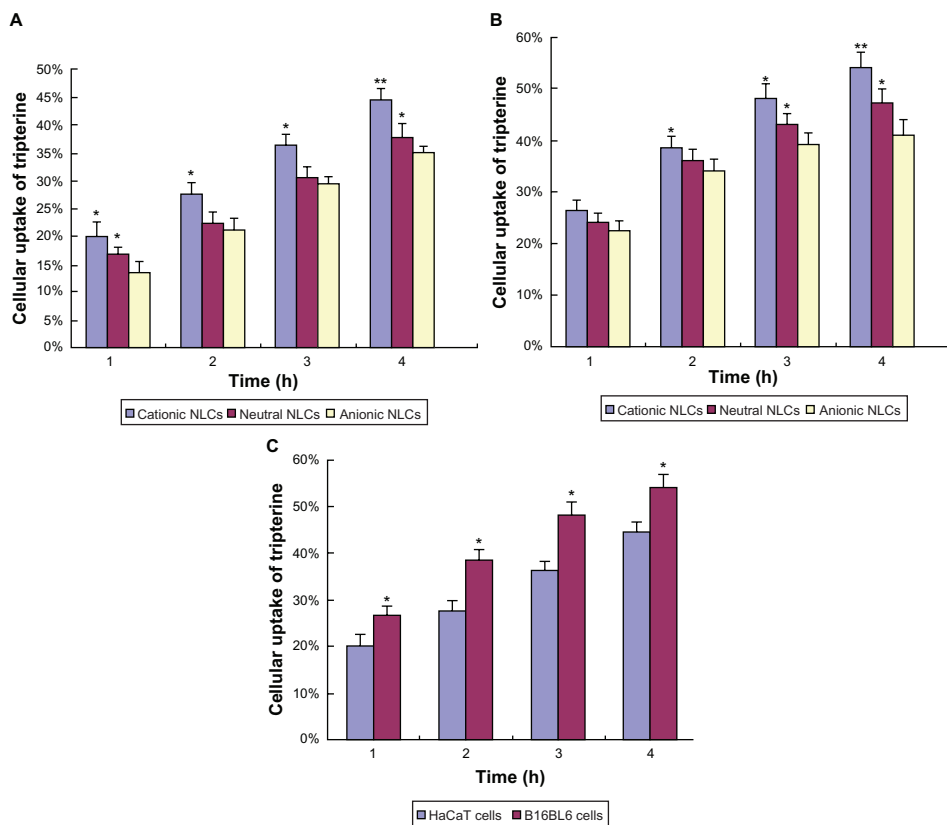 A
Cellular uptake of tripterine
50%
45%
40%
35%
30%
25%
20%
15%
10%
5%
0%
* *
*
*
** *
1 2 3 4
Time (h)
Cationic NLCs Neutral NLCs Anionic NLCs
B
Cellular uptake of tripterine
60%
50%
40%
30%
20%
10%
0%
*
* *
** *
1 2 3 4
Time (h)
Cationic NLCs Neutral NLCs Anionic NLCs
C
Cellular uptake of tripterine
60%
50%
40%
30%
20%
10%
0%
*
*
*
*
1 2 3 4
Time (h)
HaCaT cells B16BL6 cells